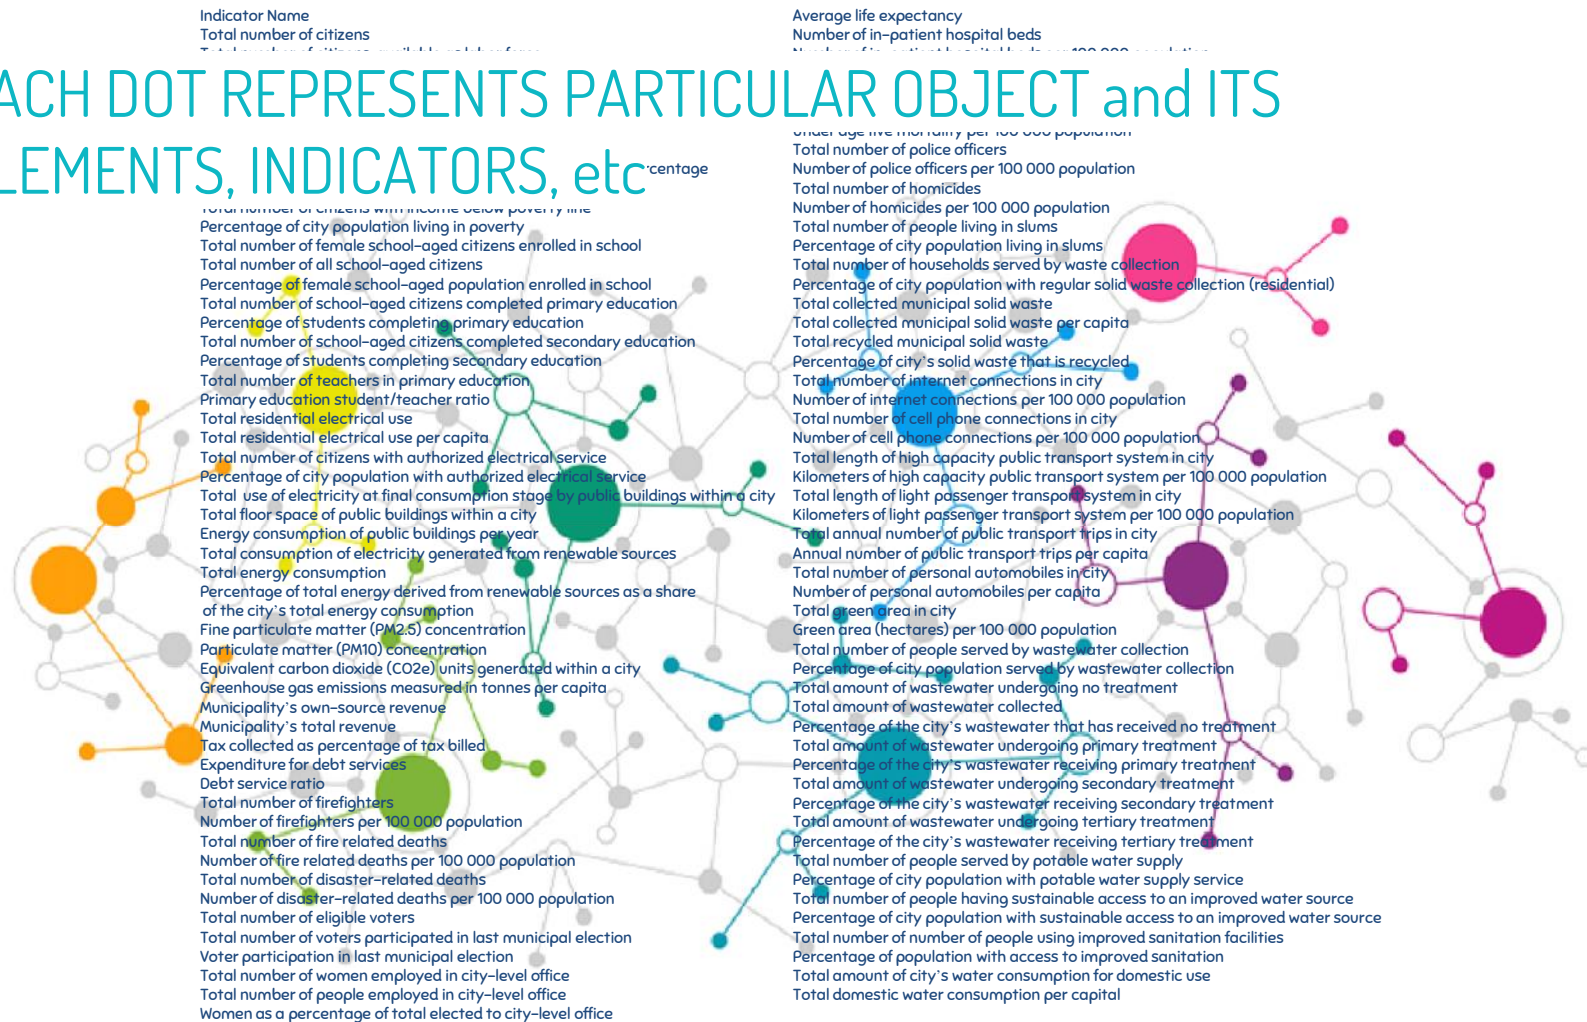 ACH DOT REPRESENTS PARTICULAR OBJECT and ITS
LEMENTS, INDICATORS, etc
Indicator Name
Total number of citizens
rcentage
Percentage of city population living in poverty
Total number of female school-aged citizens enrolled in school
Total number of all school-aged citizens
Percentage of female school-aged population enrolled in school
Total number of school-aged citizens completed primary education
Percentage of students completing primary education
Total number of school-aged citizens completed secondary education
Percentage of students completing secondary education
Total number of teachers in primary education
Primary education student/teacher ratio
Total residential electrical use
Total residential electrical use per capita
Total number of citizens with authorized electrical service
Percentage of city population with authorized electrical service
Total use of electricity at final consumption stage by public buildings within a city
Total floor space of public buildings within a city
Energy consumption of public buildings per year
Total consumption of electricity generated from renewable sources
Total energy consumption
Percentage of total energy derived from renewable sources as a share
of the city's total energy consumption
Fine particulate matter (PM2.5) concentration
Particulate matter (PM10) concentration
Equivalent carbon dioxide (CO2e) units generated within a city
Greenhouse gas emissions measured in tonnes per capita
Municipality's own-source revenue
Municipality's total revenue
Tax collected as percentage of tax billed
Expenditure for debt services
Debt service ratio
Total number of firefighters
Number of firefighters per 100 000 population
Total number of fire related deaths
Number of fire related deaths per 100 000 population
Total number of disaster-related deaths
Number of disaster-related deaths per 100 000 population
Total number of eligible voters
Total number of voters participated in last municipal election
Voter participation in last municipal election
Total number of women employed in city-level office
Total number of people employed in city-level office
Women as a percentage of total elected to city-level office
Average life expectancy
Number of in-patient hospital beds
Total number of police officers
Number of police officers per 100 000 population
Total number of homicides
Number of homicides per 100 000 population
Total number of people living in slums
Percentage of city population living in slums
Total number of households served by waste collection
Percentage of city population with regular solid waste collection (residential)
Total collected municipal solid waste
Total collected municipal solid waste per capita
Total recycled municipal solid waste
Percentage of city's solid waste that is recycled
Total number of internet connections in city
Number of internet connections per 100 000 population
Total number of cell phone connections in city
Number of cell phone connections per 100 000 population
Total length of high capacity public transport system in city
Kilometers of high capacity public transport system per 100 000 population
Total length of light passenger transport system in city
Kilometers of light passenger transport system per 100 000 population
Total annual number of public transport trips in city
Annual number of public transport trips per capita
Total number of personal automobiles in city
Number of personal automobiles per capita
Total green area in city
Green area (hectares) per 100 000 population
Total number of people served by wastewater collection
Percentage of city population served by wastewater collection
Total amount of wastewater undergoing no treatment
Total amount of wastewater collected
Percentage of the city's wastewater that has received no treatment
Total amount of wastewater undergoing primary treatment
Percentage of the city's wastewater receiving primary treatment
Total amount of wastewater undergoing secondary treatment
Percentage of the city's wastewater receiving secondary treatment
Total amount of wastewater undergoing tertiary treatment
Percentage of the city's wastewater receiving tertiary treatment
Total number of people served by potable water supply
Percentage of city population with potable water supply service
Total number of people having sustainable access to an improved water source
Percentage of city population with sustainable access to an improved water source
Total number of number of people using improved sanitation facilities
Percentage of population with access to improved sanitation
Total amount of city's water consumption for domestic use
Total domestic water consumption per capital